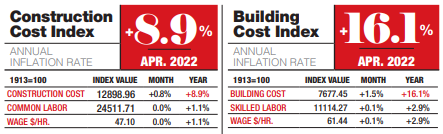 Construction
Cost Index
+8.9%
ANNUAL
INFLATION RATE
APR. 2022
1913=100 INDEX VALUE MONTH YEAR
CONSTRUCTION COST 12898.96 +0.8% +8.9%
COMMON LABOR 24511.71 0.0% +1.1%
WAGE $/HR. 47.10 0.0% +1.1%
Building
Cost Index
+16.1%
ANNUAL
INFLATION RATE
APR. 2022
1913=100 INDEX VALUE MONTH YEAR
BUILDING COST 7677.45 +1.5% +16.1%
SKILLED LABOR 11114.27 +0.1% +2.9%
WAGE $/HR. 61.44 +0.1% +2.9%